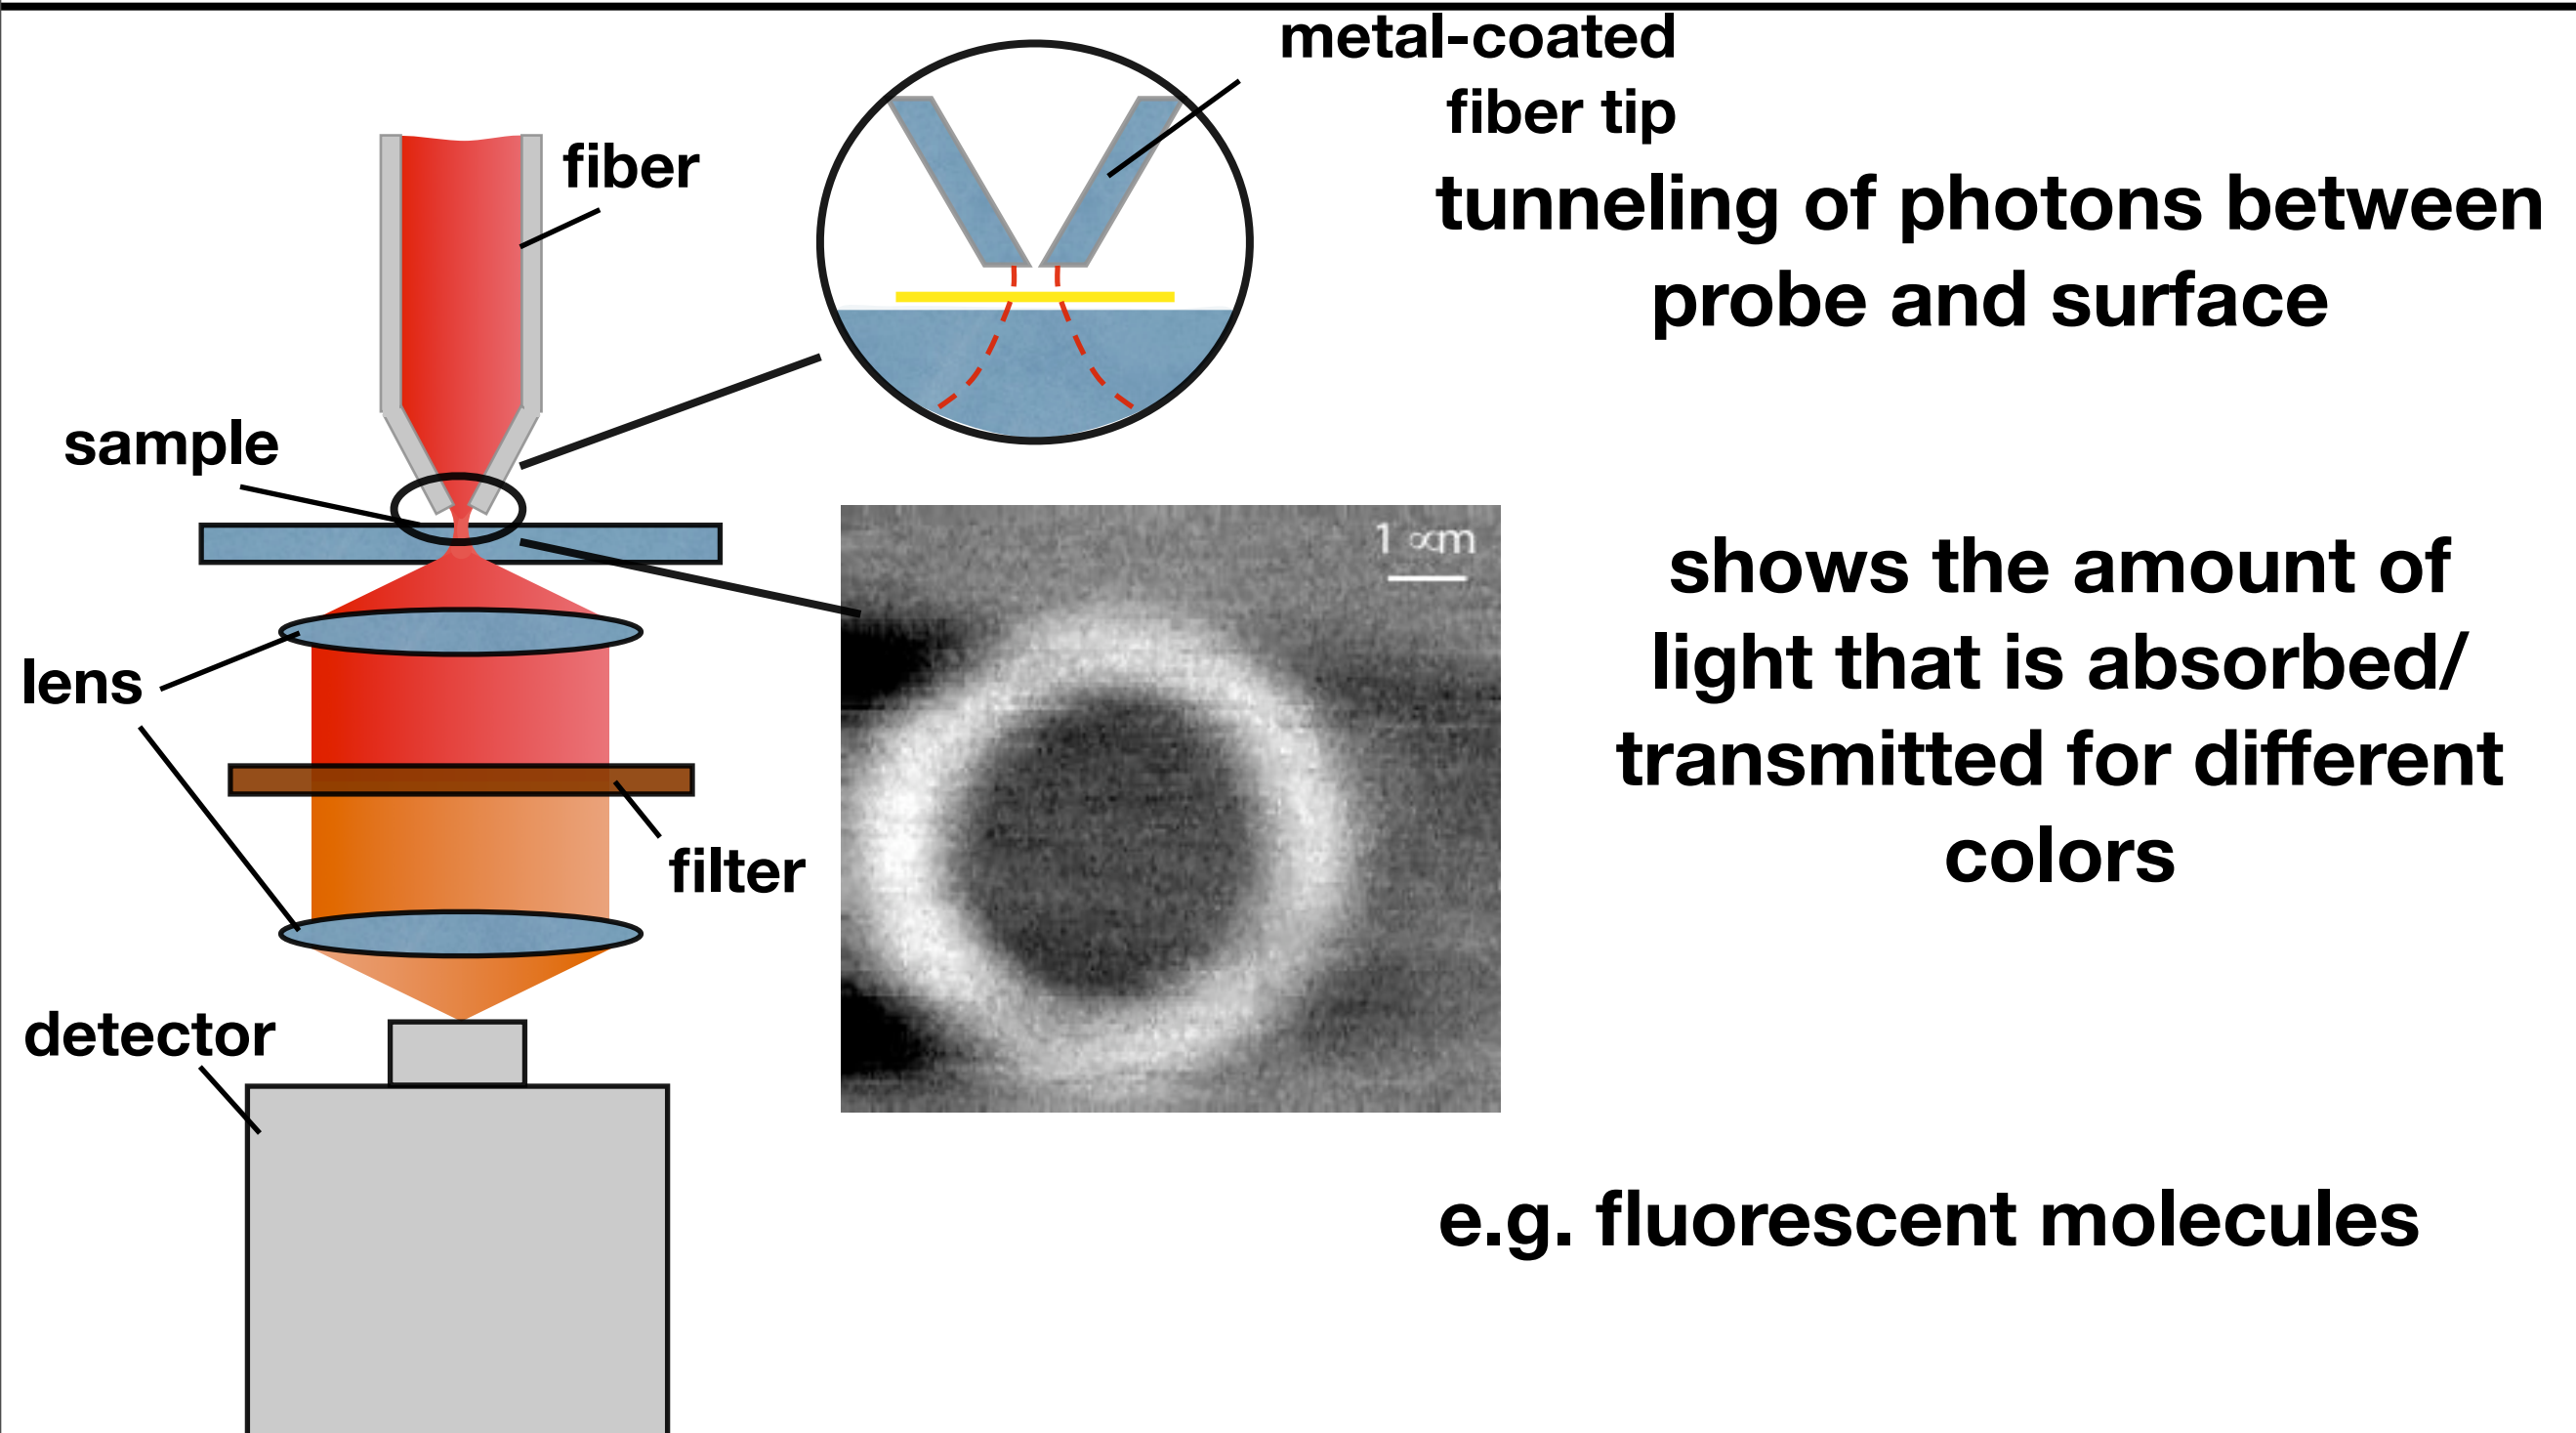 metal-coated
fiber tip
fiber
tunneling of photons between
probe and surface
sample
1 ∝m
shows the amount of
light that is absorbed/
transmitted for different
colors
lens
filter
detector
e.g. fluorescent molecules